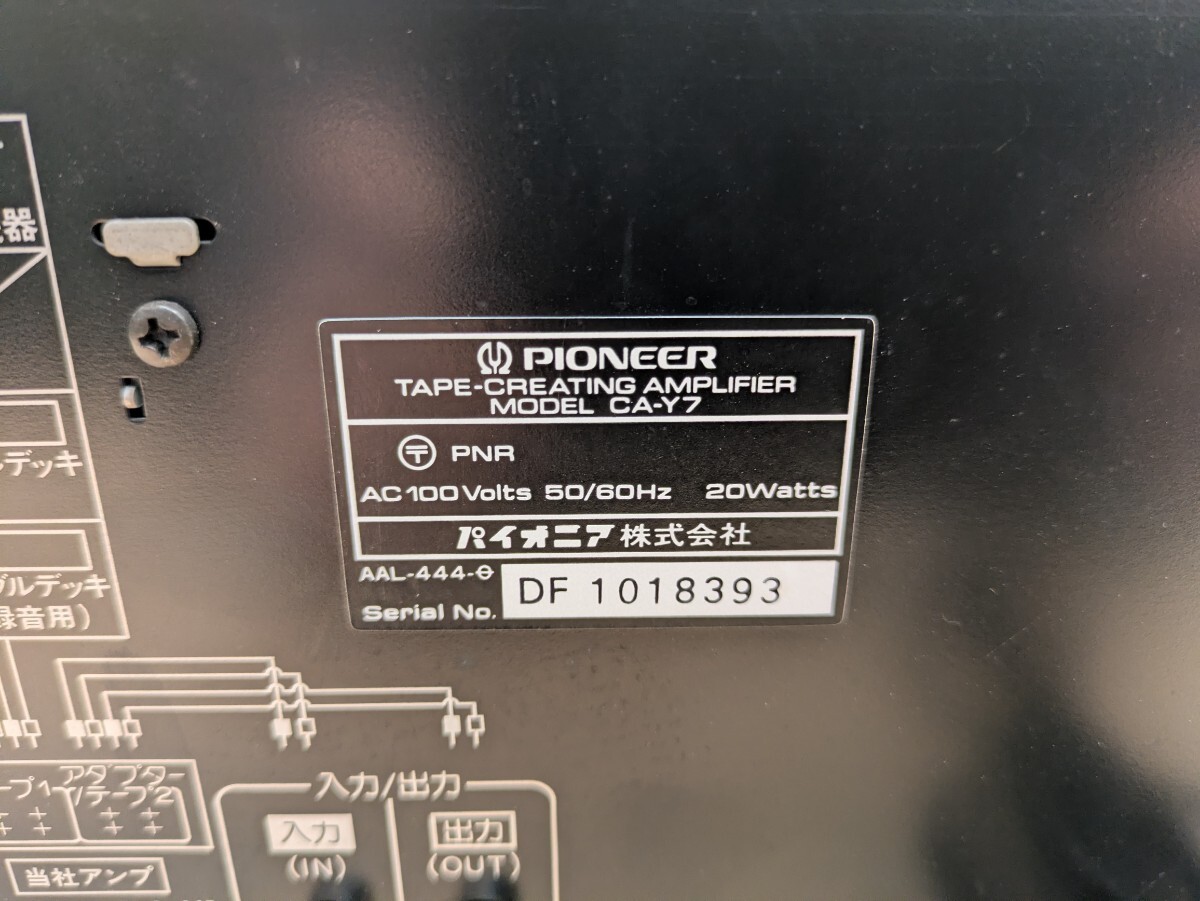 器
PIONEER
TAPE-CREATING AMPLIFIER
MODEL CA-Y7
〒 PNR
AC 100 Volts 50/60Hz 20Watts
パイオニア株式会社
AAL-444-0
Serial No. DF 1018393
デッキ
ブルデッキ
録音用)
プ1
アダプター
/テープ2
当社アンプ
入力/出力
入力
(IN)
出力
(OUT)